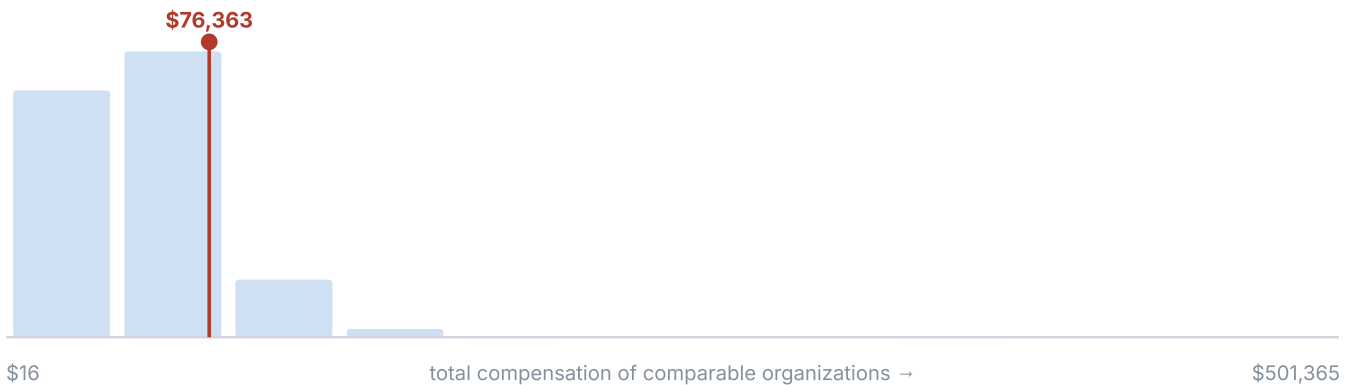 $76,363
$16 total compensation of comparable organizations → $501,365